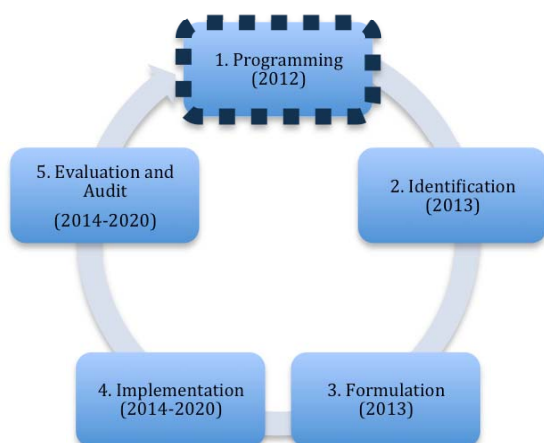 1. Programming
(2012)
2. Identification
(2013)
3. Formulation
(2013)
4. Implementation
(2014-2020)
5. Evaluation and
Audit
(2014-2020)